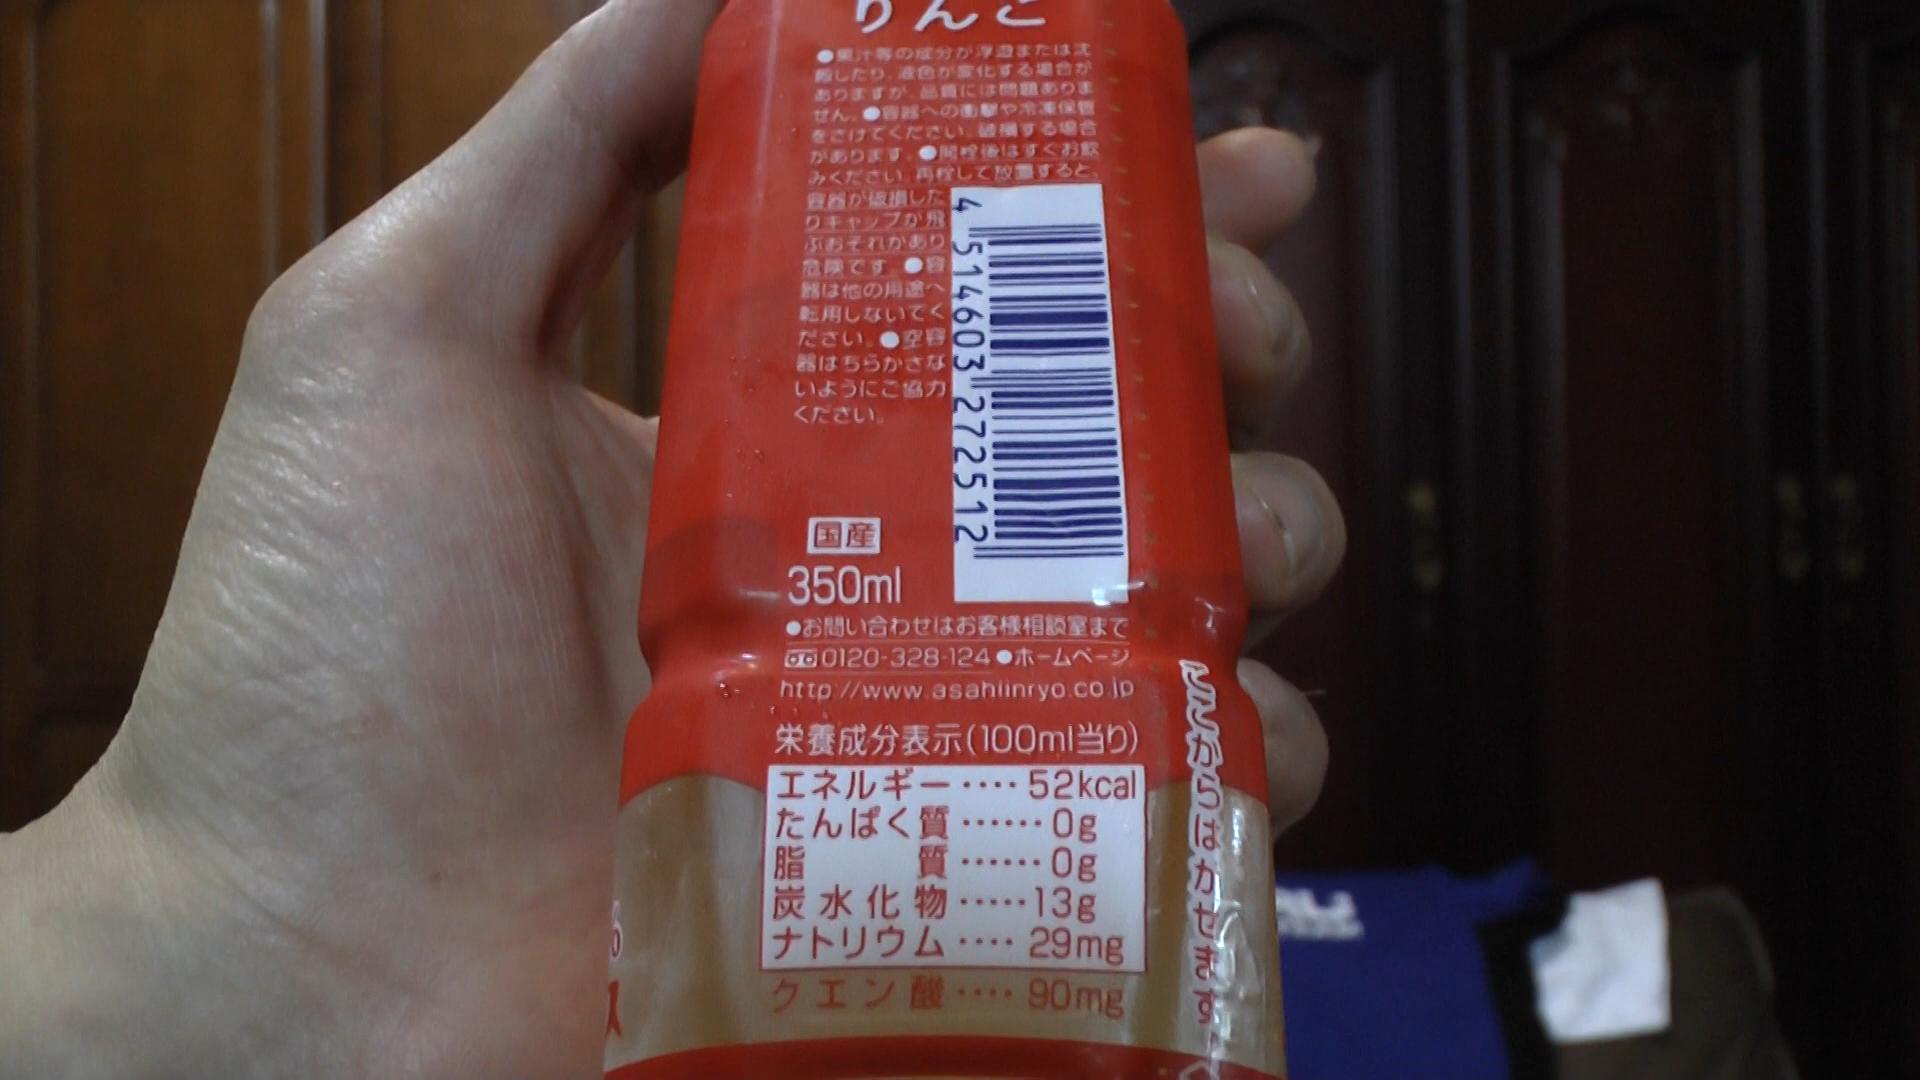 りんご
●果汁等の成分が浮遊または沈
殿したり、液色が変化する場合が
ありますが、品質には問題ありま
せん。●容器への衝撃や冷凍保管
をさけてください。破損する場合
があります。●開栓後はすぐお飲
みください。再栓して放置すると、
容器が破損した
りキャップが飛
ぶおそれがあり
危険です。●容
器は他の用途へ
転用しないでく
ださい。●空容
器はちらかさな
いようにご協力
ください。
4 514603 272512
国産
350ml
●お問い合わせはお客様相談室まで
0120-328-124●ホームページ
http://www.asahiinryo.co.jp
栄養成分表示(100ml当り)
エネルギー····52kcal
たんぱく質······0g
脂質······0g
炭水化物·····13g
ナトリウム····29mg
クエン酸····90mg
ここからはがせます